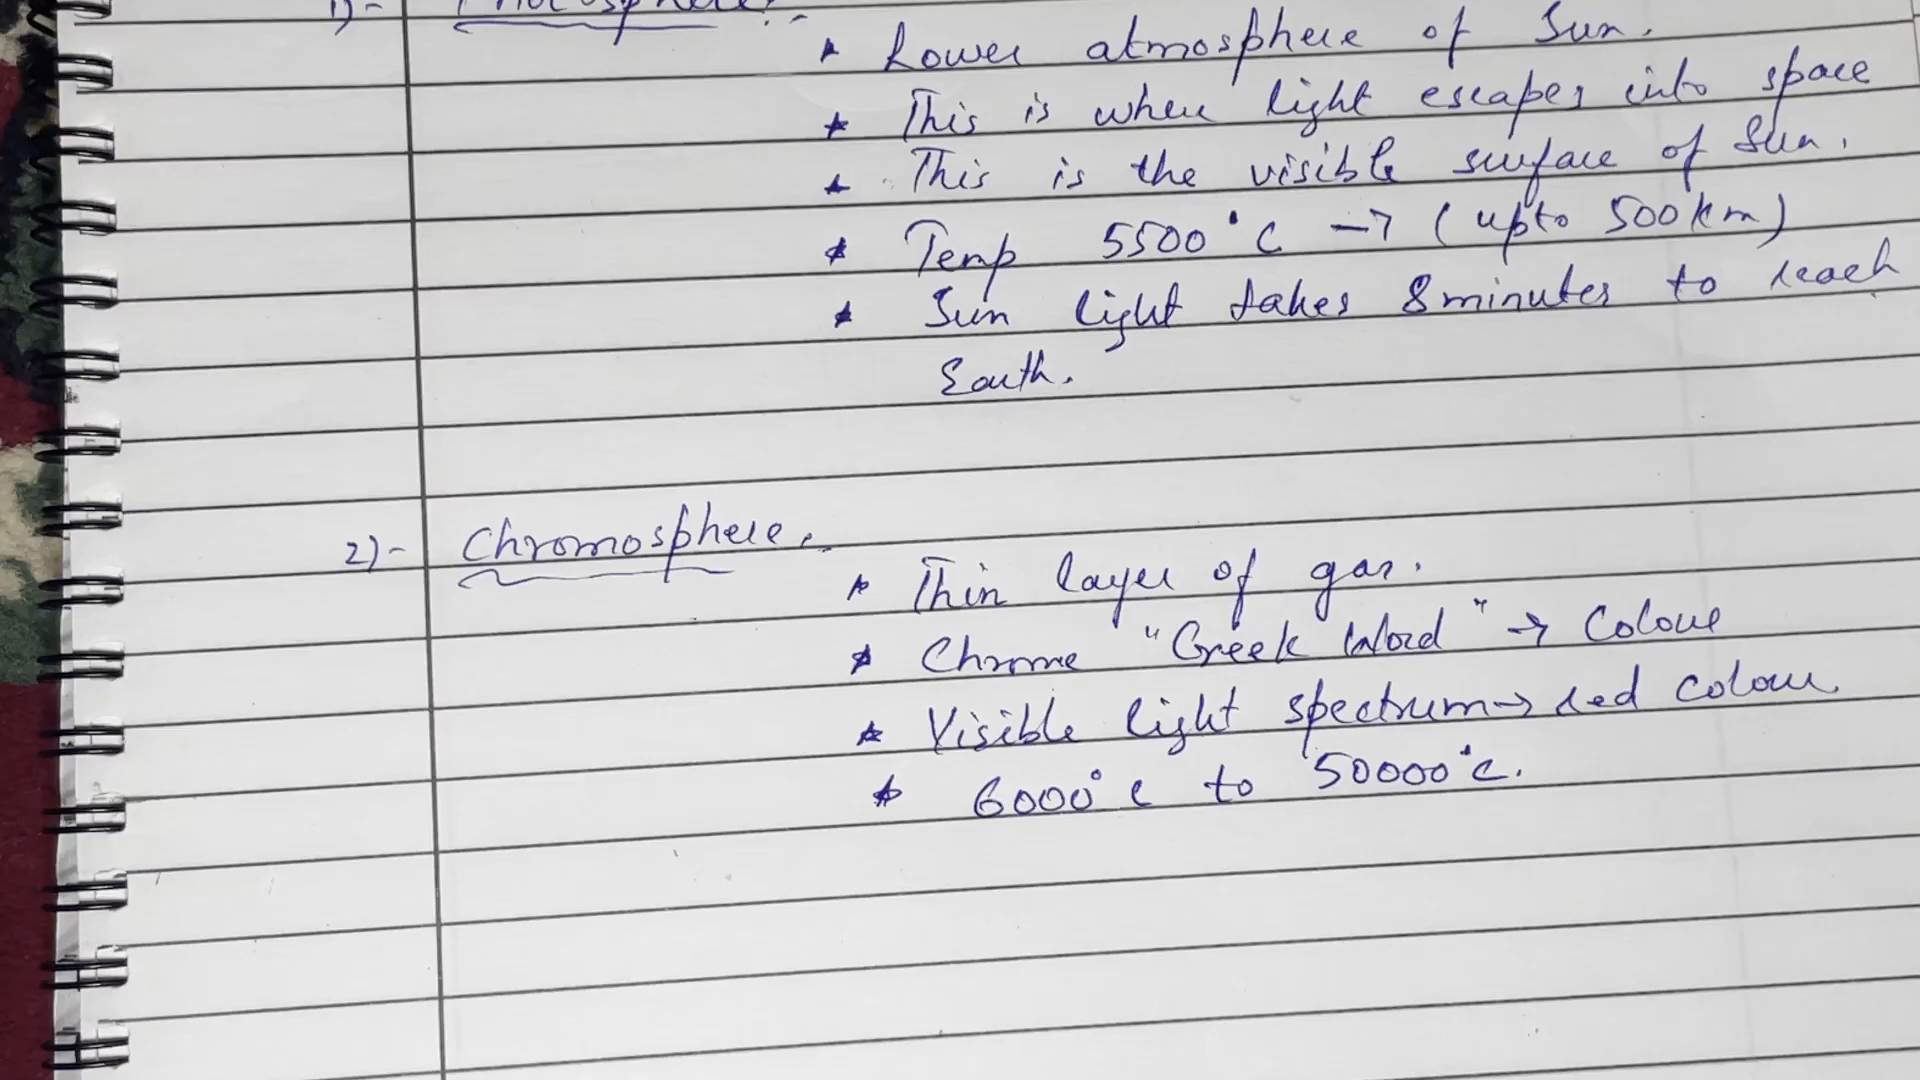 1)- Photosphere:-
* Lower atmosphere of Sun.
* This is where light escapes into space
* This is the visible surface of Sun.
* Temp 5500°C → (upto 500km)
* Sun light takes 8 minutes to reach
Earth.
2)- Chromosphere.
* Thin layer of gas.
* Chrome "Greek Word" → Colour
* Visible light spectrum → red colour
* 6000°C to 50000°C.